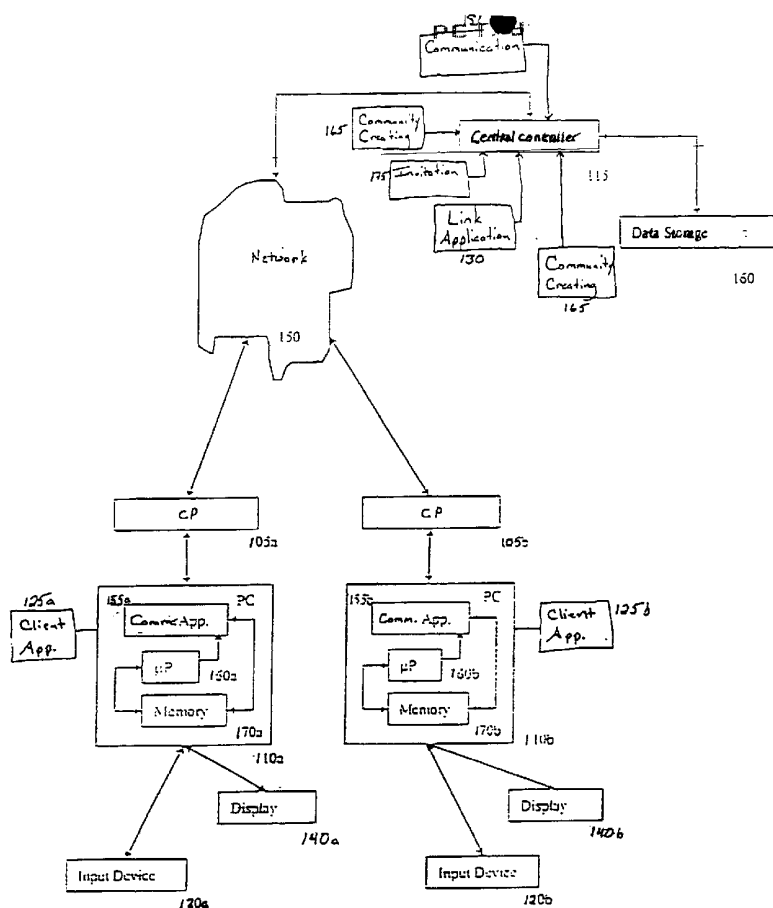 Communication
165
Community
Creating
Central controller
115
175
Invitation
Link
Application
130
Data Storage
160
Community
Creating
165
Network
150
CP
105a
CP
105b
125a
Client
App.
155a
PC
Comm. App.
µP
160a
Memory
170a
110a
155b
PC
Comm. App.
µP
160b
Memory
170b
110b
125b
Client
App.
Display
140a
Input Device
120a
Display
140b
Input Device
120b